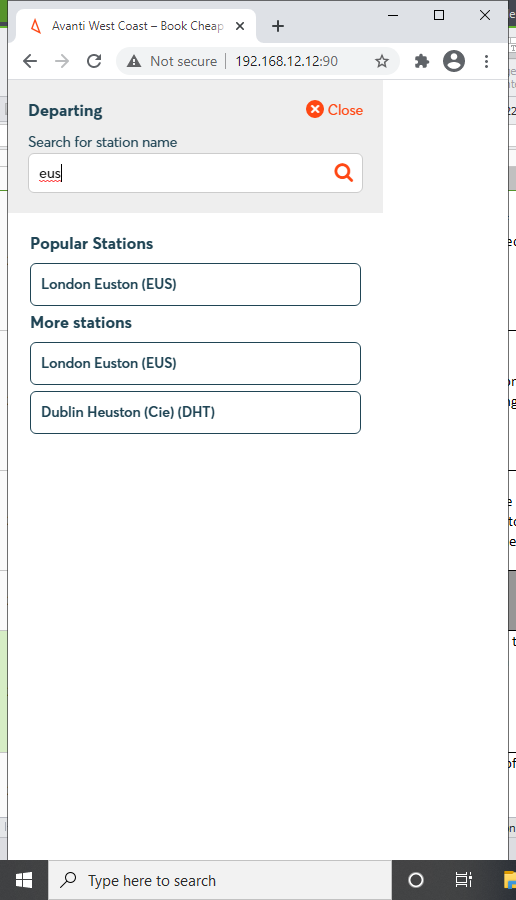 Avanti West Coast – Book Cheap
Not secure | 192.168.12.12:90
Departing
Close
Search for station name
eus
Popular Stations
London Euston (EUS)
More stations
London Euston (EUS)
Dublin Heuston (Cie) (DHT)
Type here to search